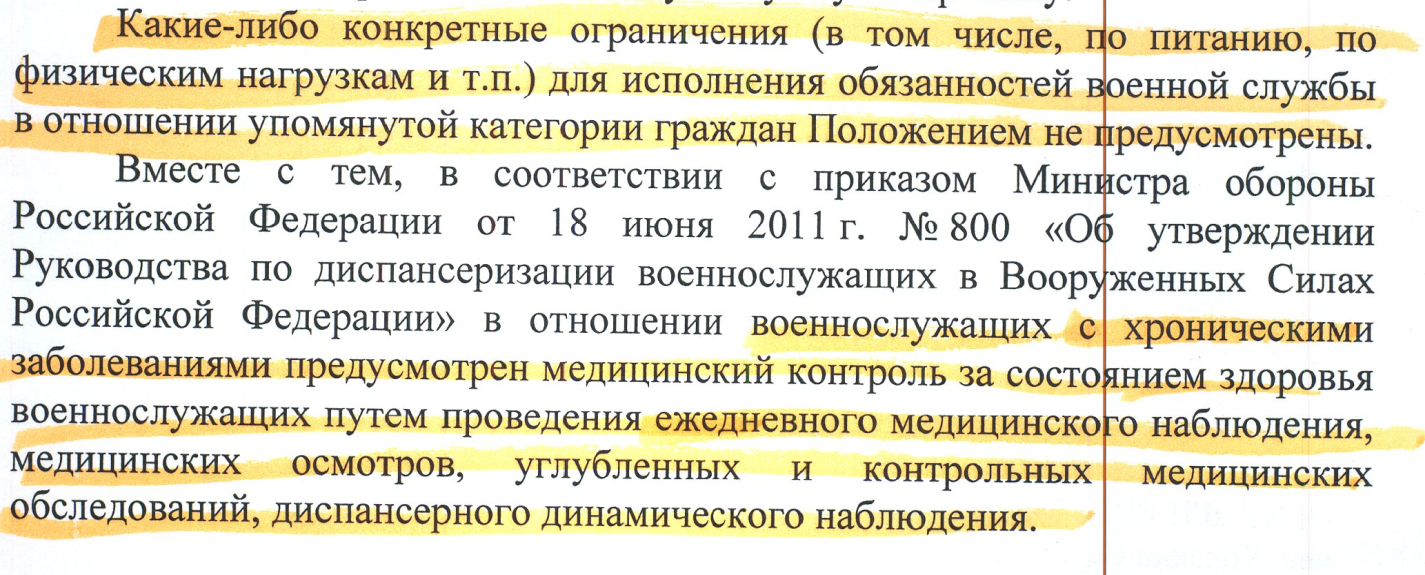 Какие-либо конкретные ограничения (в том числе, по питанию, по
физическим нагрузкам и т.п.) для исполнения обязанностей военной службы
в отношении упомянутой категории граждан Положением не предусмотрены.
Вместе с тем, в соответствии с приказом Министра обороны
Российской Федерации от 18 июня 2011 г. № 800 «Об утверждении
Руководства по диспансеризации военнослужащих в Вооруженных Силах
Российской Федерации» в отношении военнослужащих с хроническими
заболеваниями предусмотрен медицинский контроль за состоянием здоровья
военнослужащих путем проведения ежедневного медицинского наблюдения,
медицинских осмотров, углубленных и контрольных медицинских
обследований, диспансерного динамического наблюдения.